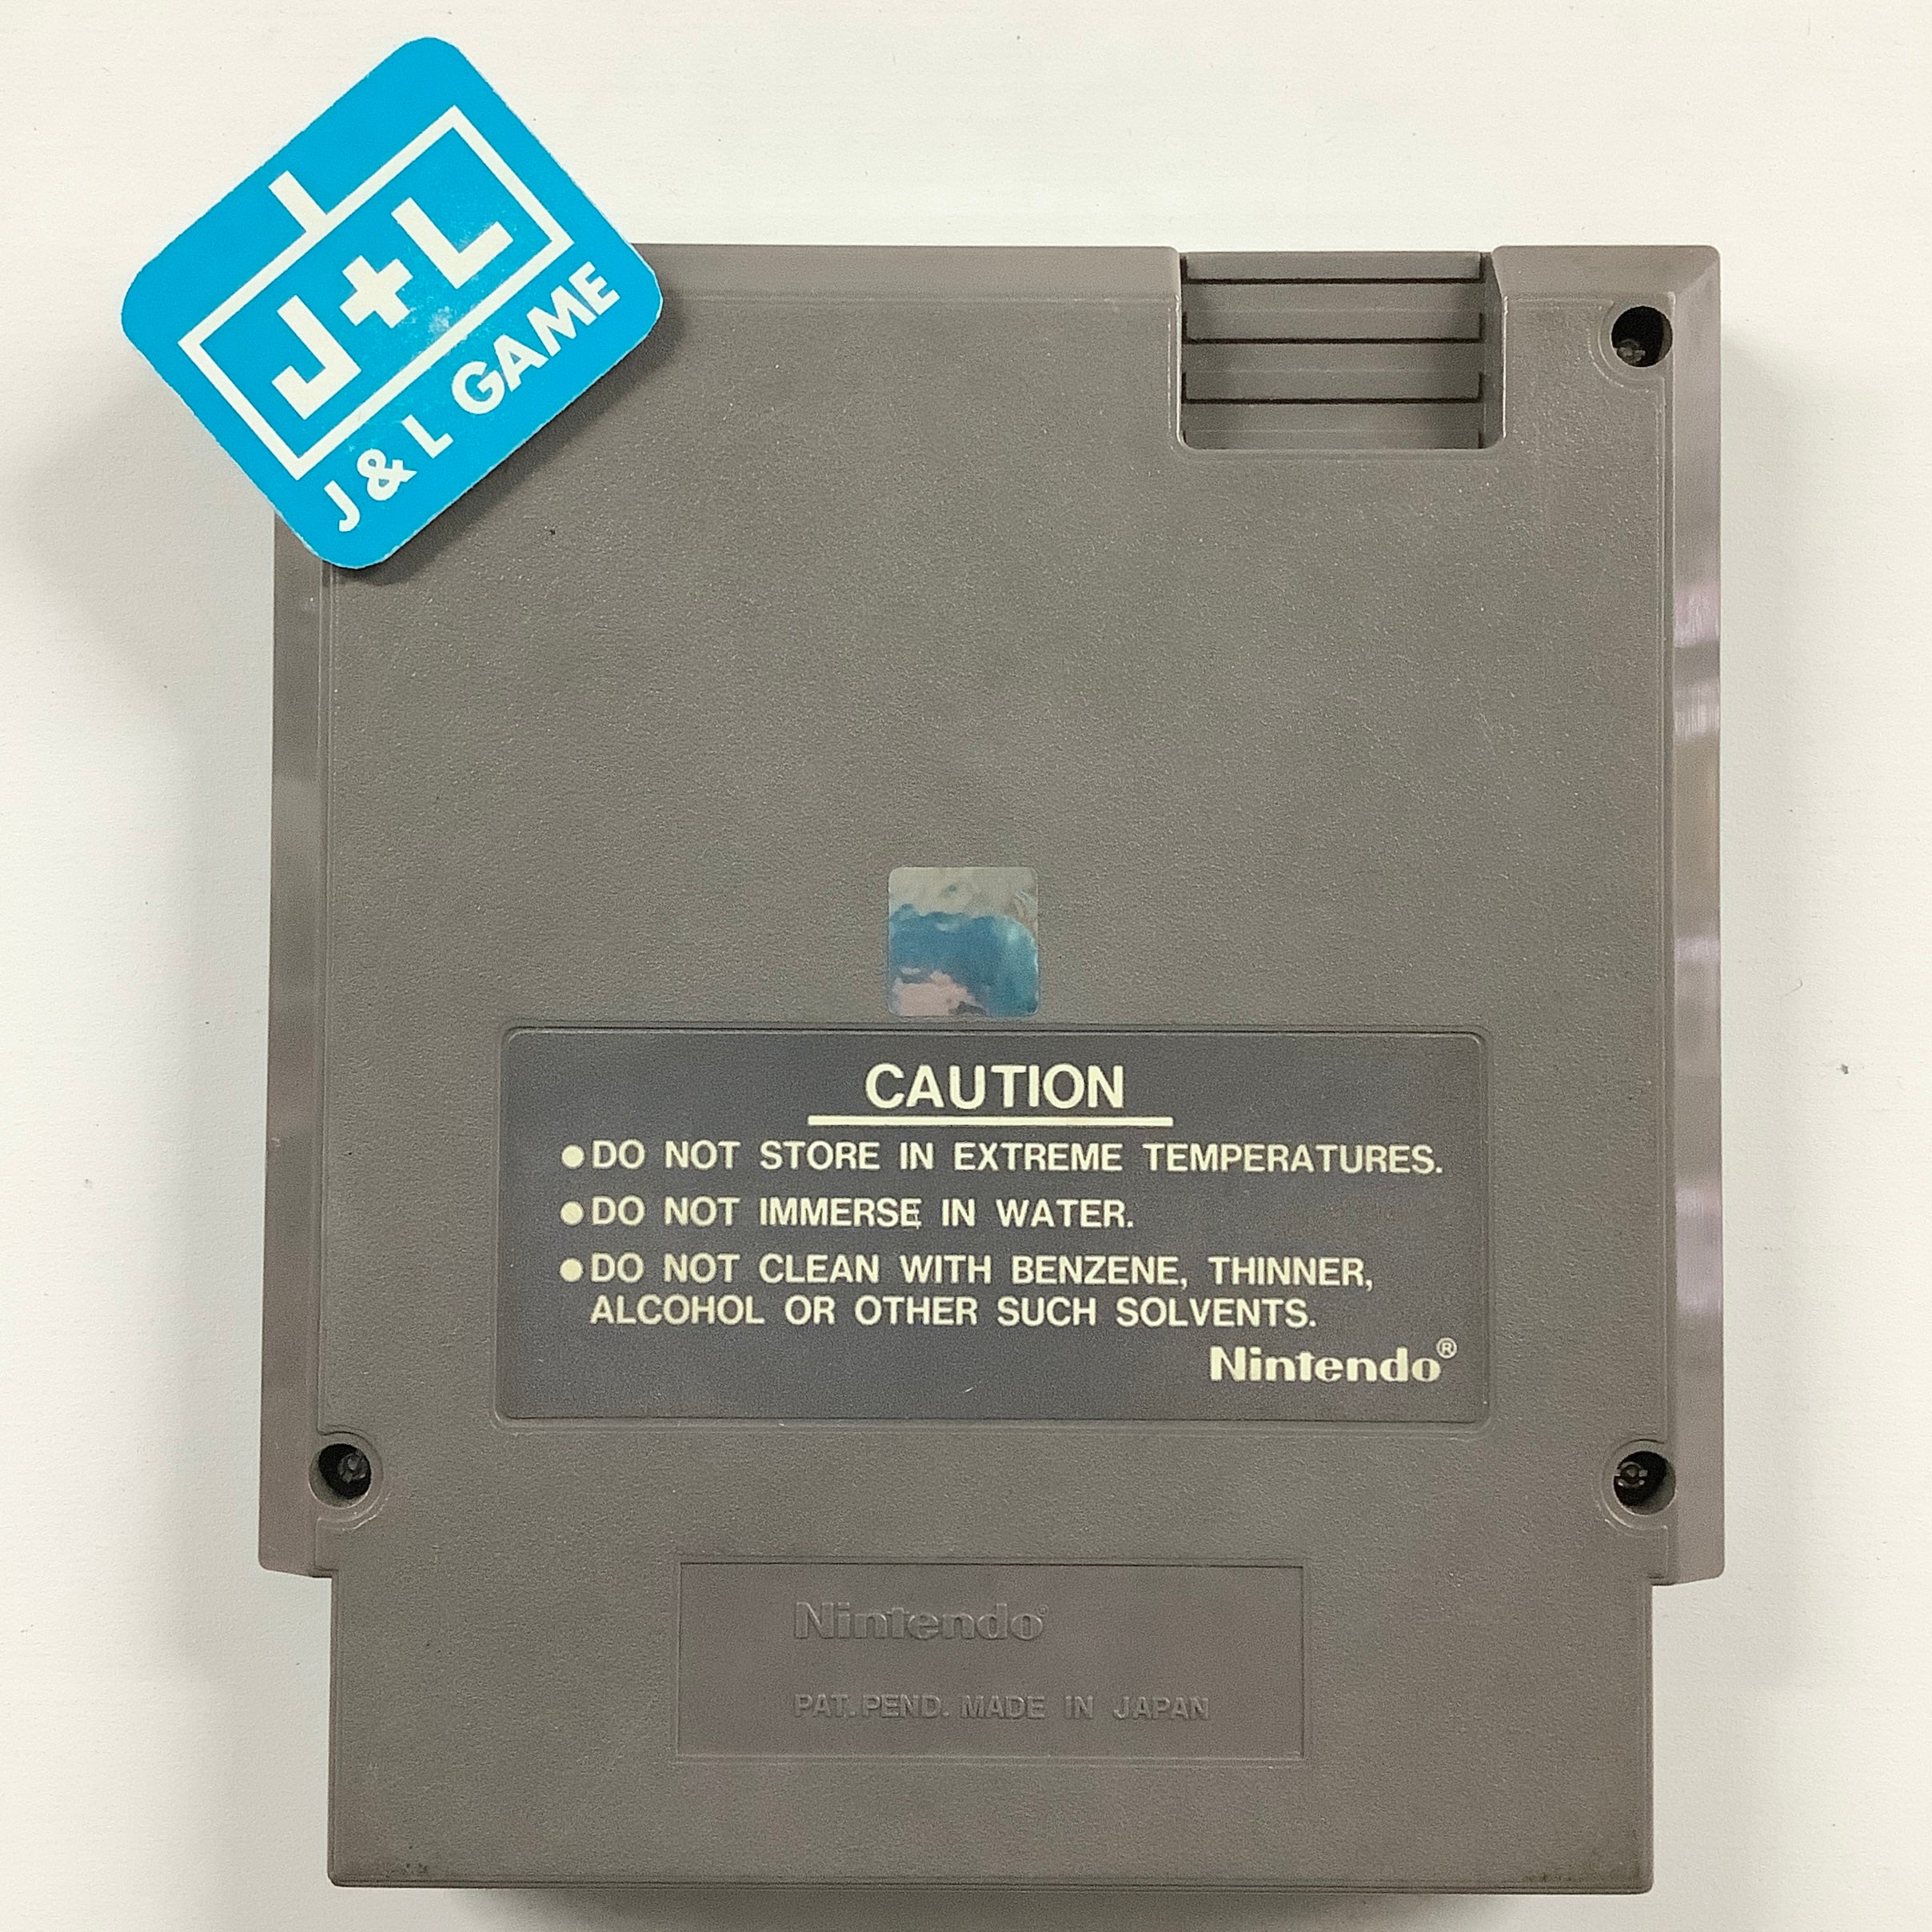 J+L
J & L GAME
CAUTION
●DO NOT STORE IN EXTREME TEMPERATURES.
●DO NOT IMMERSE IN WATER.
●DO NOT CLEAN WITH BENZENE, THINNER,
ALCOHOL OR OTHER SUCH SOLVENTS.
Nintendo®
Nintendo®
PAT. PEND. MADE IN JAPAN